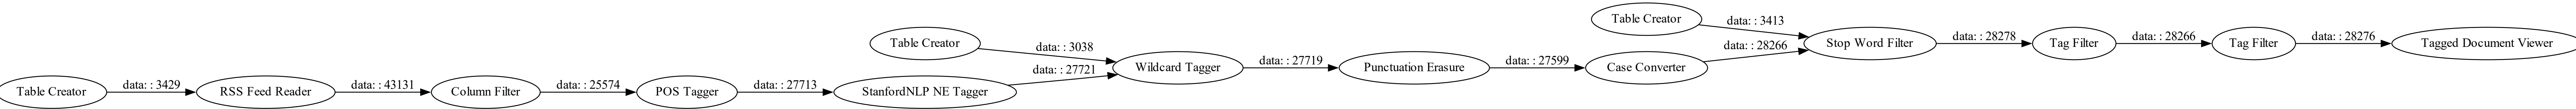 Table Creator
data: : 3413
Table Creator
data: : 28266
Stop Word Filter
data: : 28278
Tag Filter
data: : 28266
Tag Filter
data: : 28276
Tagged Document Viewer
Table Creator
data: : 3038
data: : 27721
Wildcard Tagger
data: : 27719
Punctuation Erasure
data: : 27599
Case Converter
Table Creator
data: : 3429
RSS Feed Reader
data: : 43131
Column Filter
data: : 25574
POS Tagger
data: : 27713
StanfordNLP NE Tagger